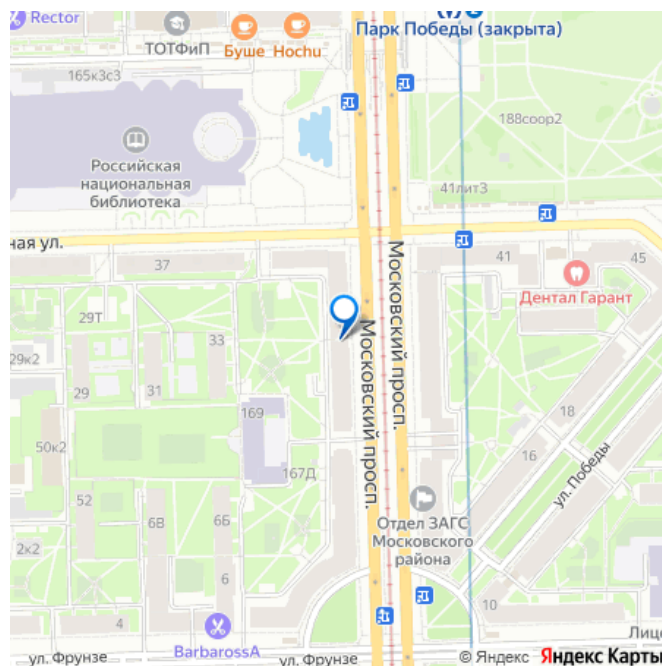 Rector
ТОТФиП
Буше
Hochu
Парк Победы (закрыта)
165к3с3
188соор2
Российская
национальная
библиотека
41лит3
ная ул.
37
41
45
Дентал Гарант
Московский просп.
Московский просп.
29Т
33
29к2
29
31
169
18
16
50к2
167Д
ул. Победы
52
6В
6Б
Отдел ЗАГС
Московского
района
2к2
6
10
4
BarbarossA
Лице
ул. Фрунзе
ул. Фрунзе
© Яндекс Яндекс Карты